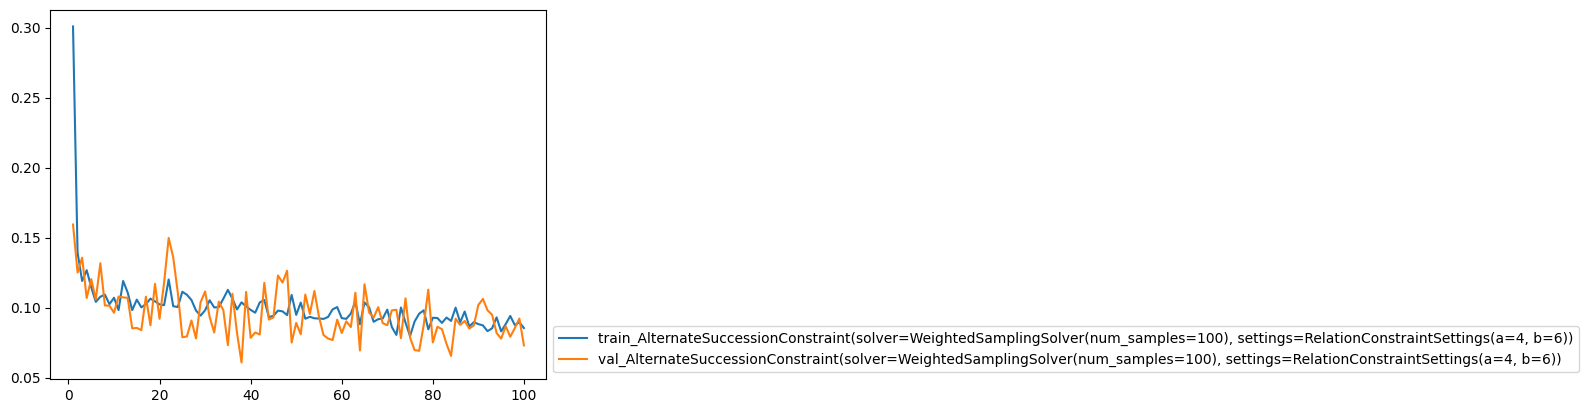 0.30
0.25
0.20
0.15
0.10
0.05
0 20 40 60 80 100
train_AlternateSuccessionConstraint(solver=WeightedSamplingSolver(num_samples=100), settings=RelationConstraintSettings(a=4, b=6))
val_AlternateSuccessionConstraint(solver=WeightedSamplingSolver(num_samples=100), settings=RelationConstraintSettings(a=4, b=6))